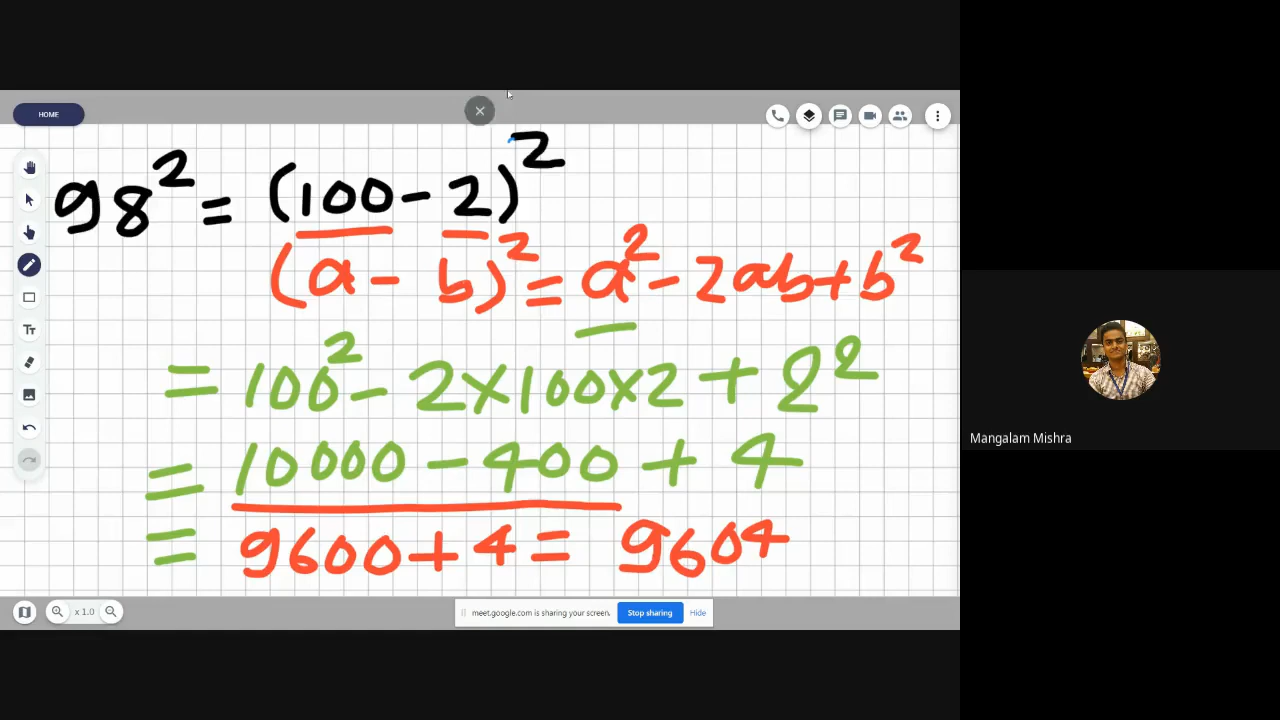 HOME
98² = (100 - 2)²
(a - b)² = a² - 2ab + b²
= 100² - 2×100×2 + 2²
= 10000 - 400 + 4
= 9600 + 4 = 9604
Tт
x 1.0
meet.google.com is sharing your screen. Stop sharing Hide
Mangalam Mishra